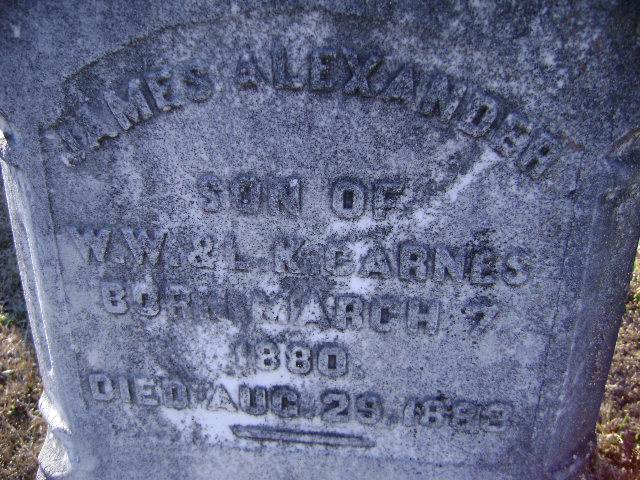 JAMES ALEXANDER
SON OF
W.W. & L.K. BARNES
BORN MARCH 7
1880.
DIED AUG. 29, 1883